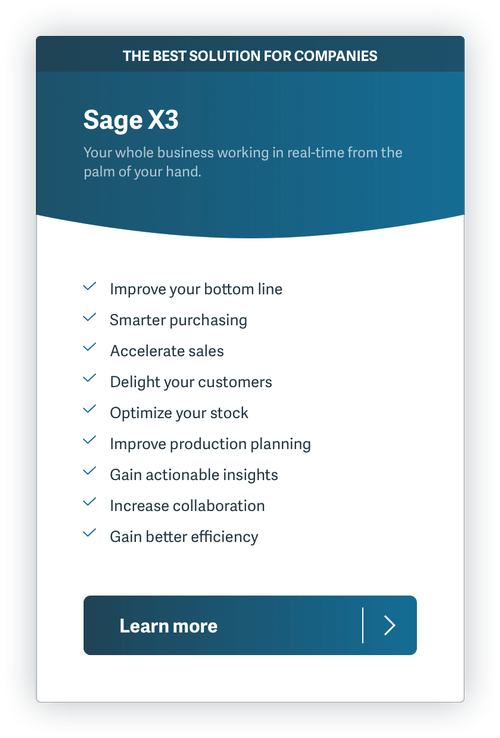 THE BEST SOLUTION FOR COMPANIES
Sage X3
Your whole business working in real-time from the
palm of your hand.
Improve your bottom line
Smarter purchasing
Accelerate sales
Delight your customers
Optimize your stock
Improve production planning
Gain actionable insights
Increase collaboration
Gain better efficiency
Learn more